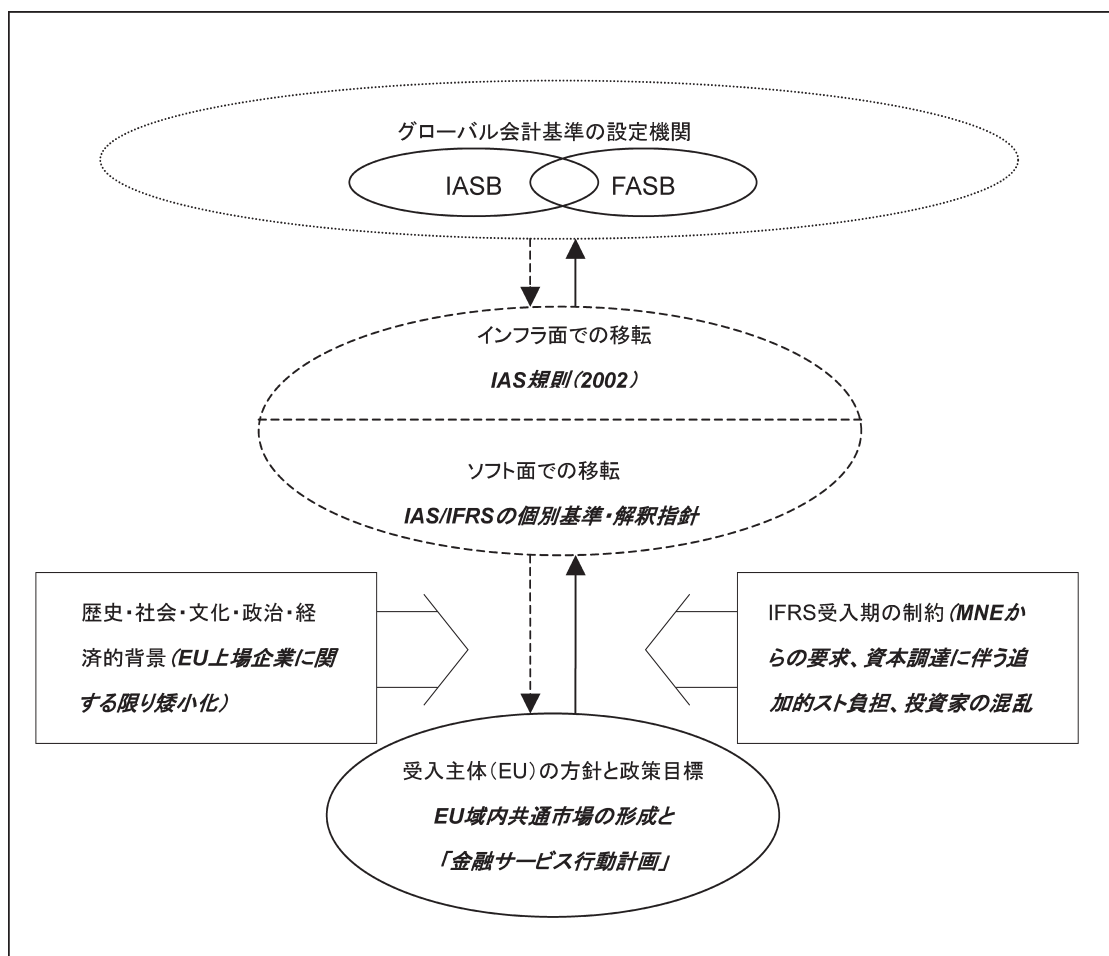 グローバル会計基準の設定機関
IASB
FASB
インフラ面での移転
IAS規則(2002)
ソフト面での移転
IAS/IFRSの個別基準・解釈指針
歴史・社会・文化・政治・経
済的背景(EU上場企業に関
する限り矮小化)
IFRS受入期の制約(MNEか
らの要求、資本調達に伴う追
加的スト負担、投資家の混乱
受入主体(EU)の方針と政策目標
EU域内共通市場の形成と
「金融サービス行動計画」